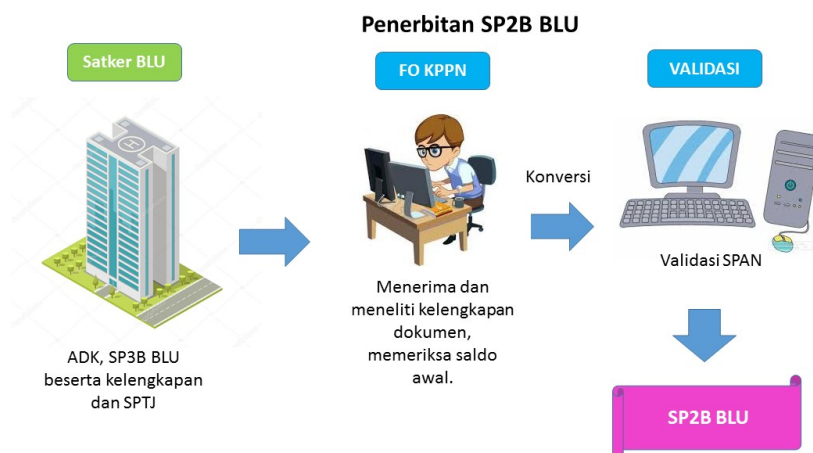 Penerbitan SP2B BLU
Satker BLU
FO KPPN
VALIDASI
Konversi
Validasi SPAN
Menerima dan
meneliti kelengkapan
dokumen,
memeriksa saldo
awal.
ADK, SP3B BLU
beserta kelengkapan
dan SPTJ
SP2B BLU